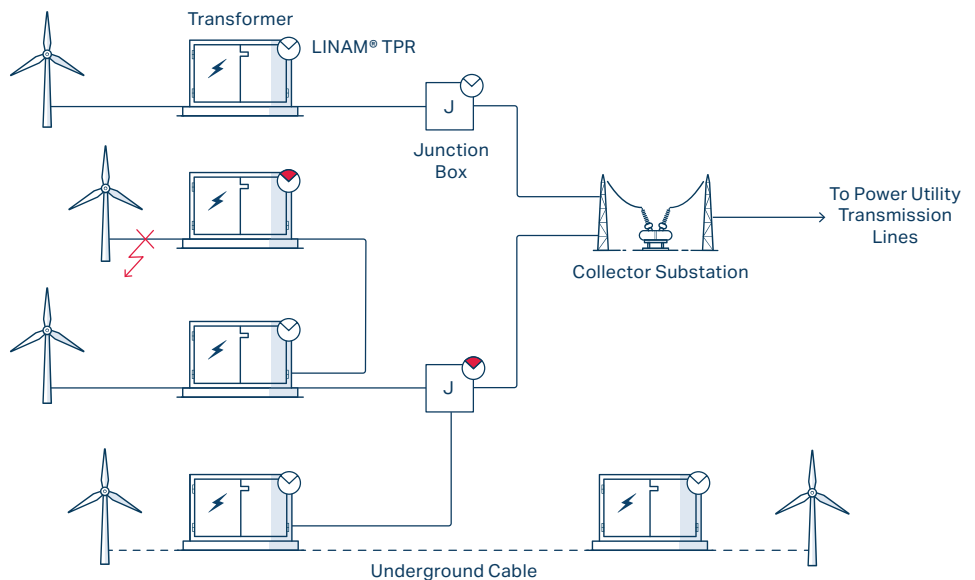 Transformer
LINAM® TPR
J
Junction
Box
To Power Utility
Transmission
Lines
Collector Substation
J
Underground Cable